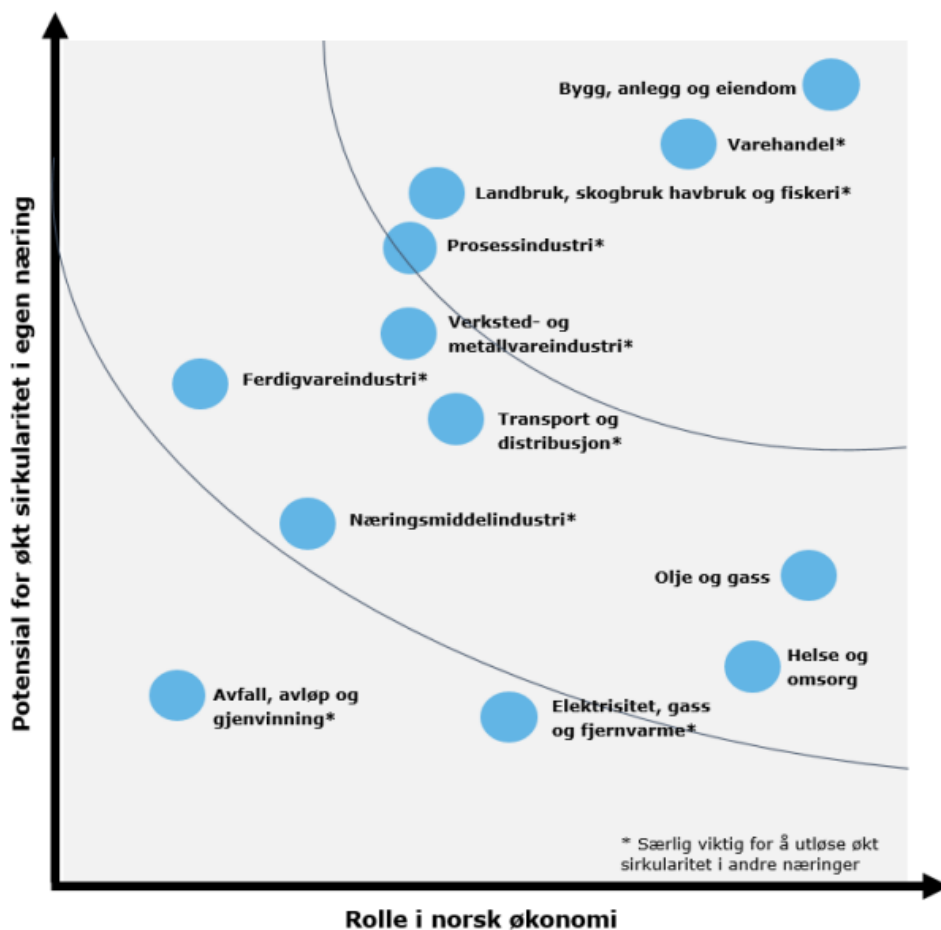 Potensial for økt sirkularitet i egen næring
Bygg, anlegg og eiendom
Varehandel*
Landbruk, skogbruk havbruk og fiskeri*
Prosessindustri*
Verksted- og
metallvareindustri*
Ferdigvareindustri*
Transport og
distribusjon*
Næringsmiddelindustri*
Olje og gass
Helse og
omsorg
Avfall, avløp og
gjenvinning*
Elektrisitet, gass
og fjernvarme*
* Særlig viktig for å utløse økt
sirkularitet i andre næringer
Rolle i norsk økonomi